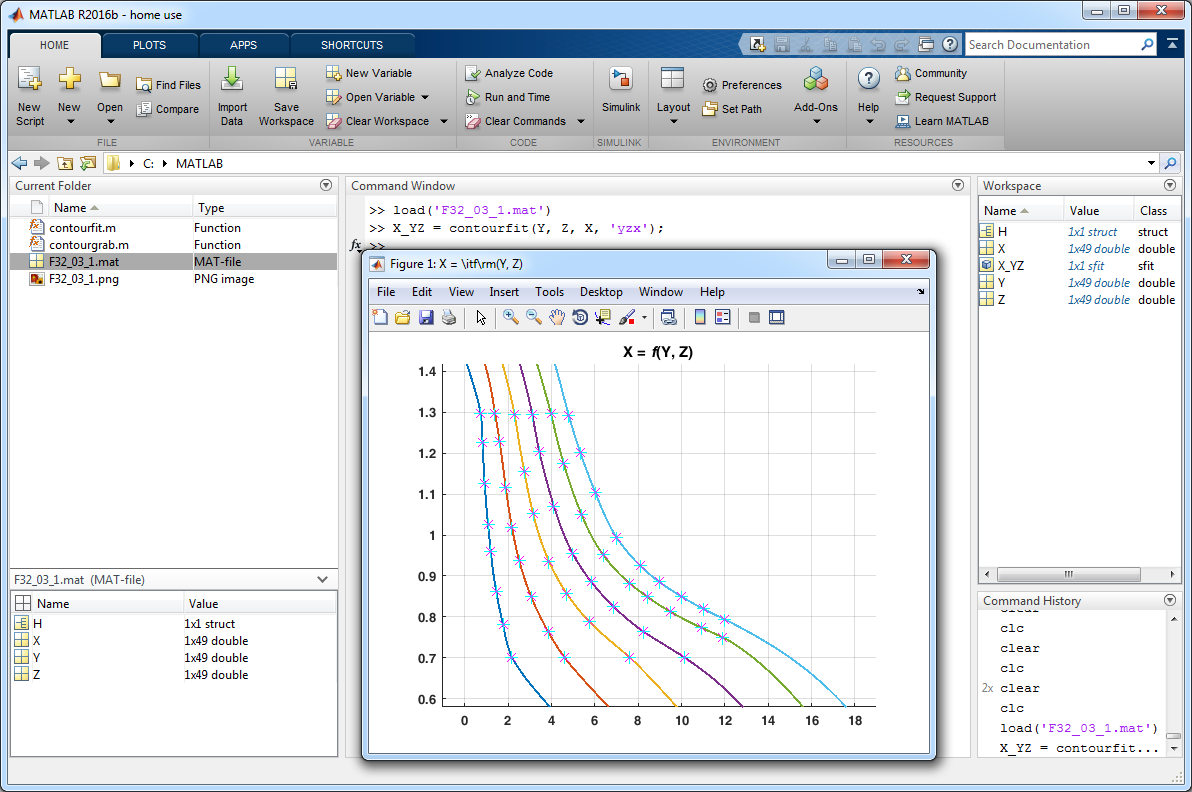 MATLAB R2016b - home use
HOME PLOTS APPS SHORTCUTS
Search Documentation
New Script
New
Open
Find Files
Compare
FILE
Import Data
Save Workspace
New Variable
Open Variable
Clear Workspace
VARIABLE
Analyze Code
Run and Time
Clear Commands
CODE
Simulink
SIMULINK
Layout
Preferences
Set Path
Add-Ons
ENVIRONMENT
Help
Community
Request Support
Learn MATLAB
RESOURCES
C: MATLAB
Current Folder
Name Type
contourfit.m Function
contourgrab.m Function
F32_03_1.mat MAT-file
F32_03_1.png PNG image
F32_03_1.mat (MAT-file)
Name Value
H 1x1 struct
X 1x49 double
Y 1x49 double
Z 1x49 double
Command Window
>> load('F32_03_1.mat')
>> X_YZ = contourfit(Y, Z, X, 'yzx');
fx >>
Figure 1: X = \itf\rm(Y, Z)
File Edit View Insert Tools Desktop Window Help
X = f(Y, Z)
1.4
1.3
1.2
1.1
1
0.9
0.8
0.7
0.6
0 2 4 6 8 10 12 14 16 18
Workspace
Name Value Class
H 1x1 struct struct
X 1x49 double double
X_YZ 1x1 sfit sfit
Y 1x49 double double
Z 1x49 double double
Command History
clear
clc
clear
clc
2x clear
clc
load('F32_03_1.mat')
X_YZ = contourfit...